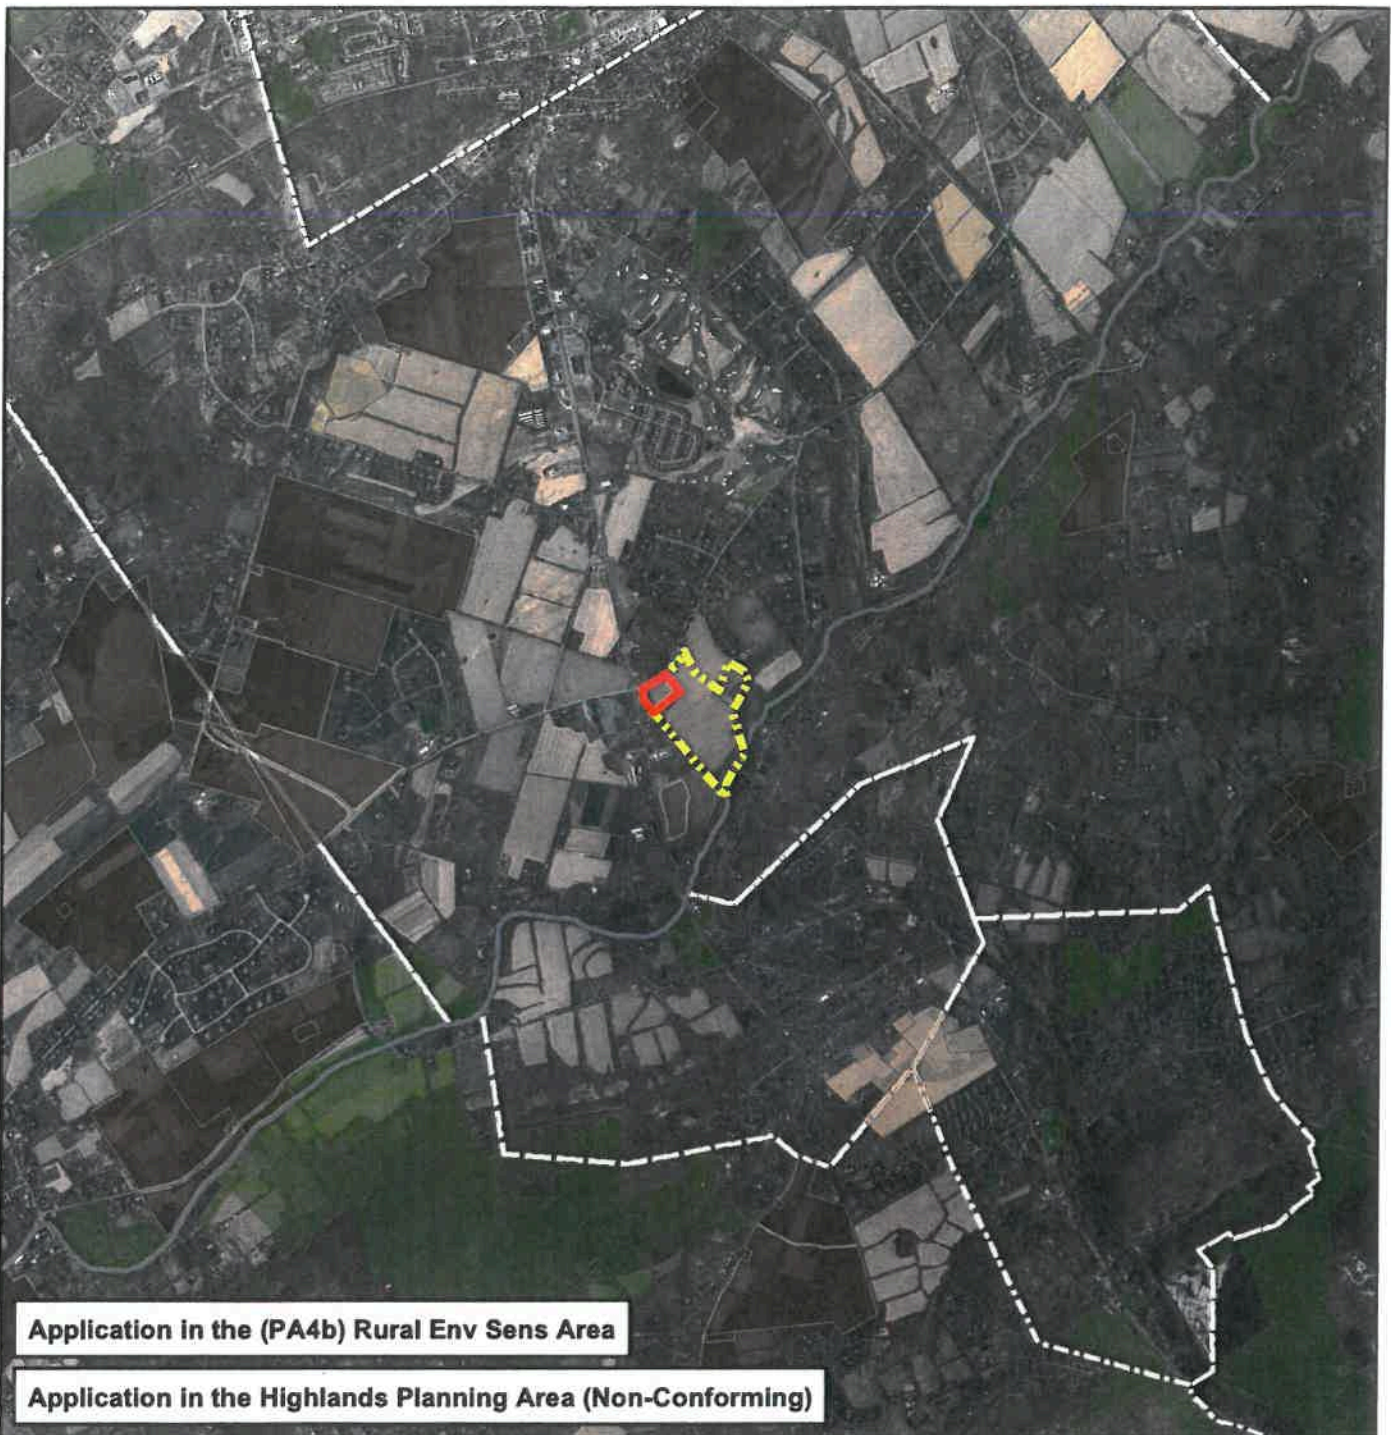 Application in the (PA4b) Rural Env Sens Area
Application in the Highlands Planning Area (Non-Conforming)